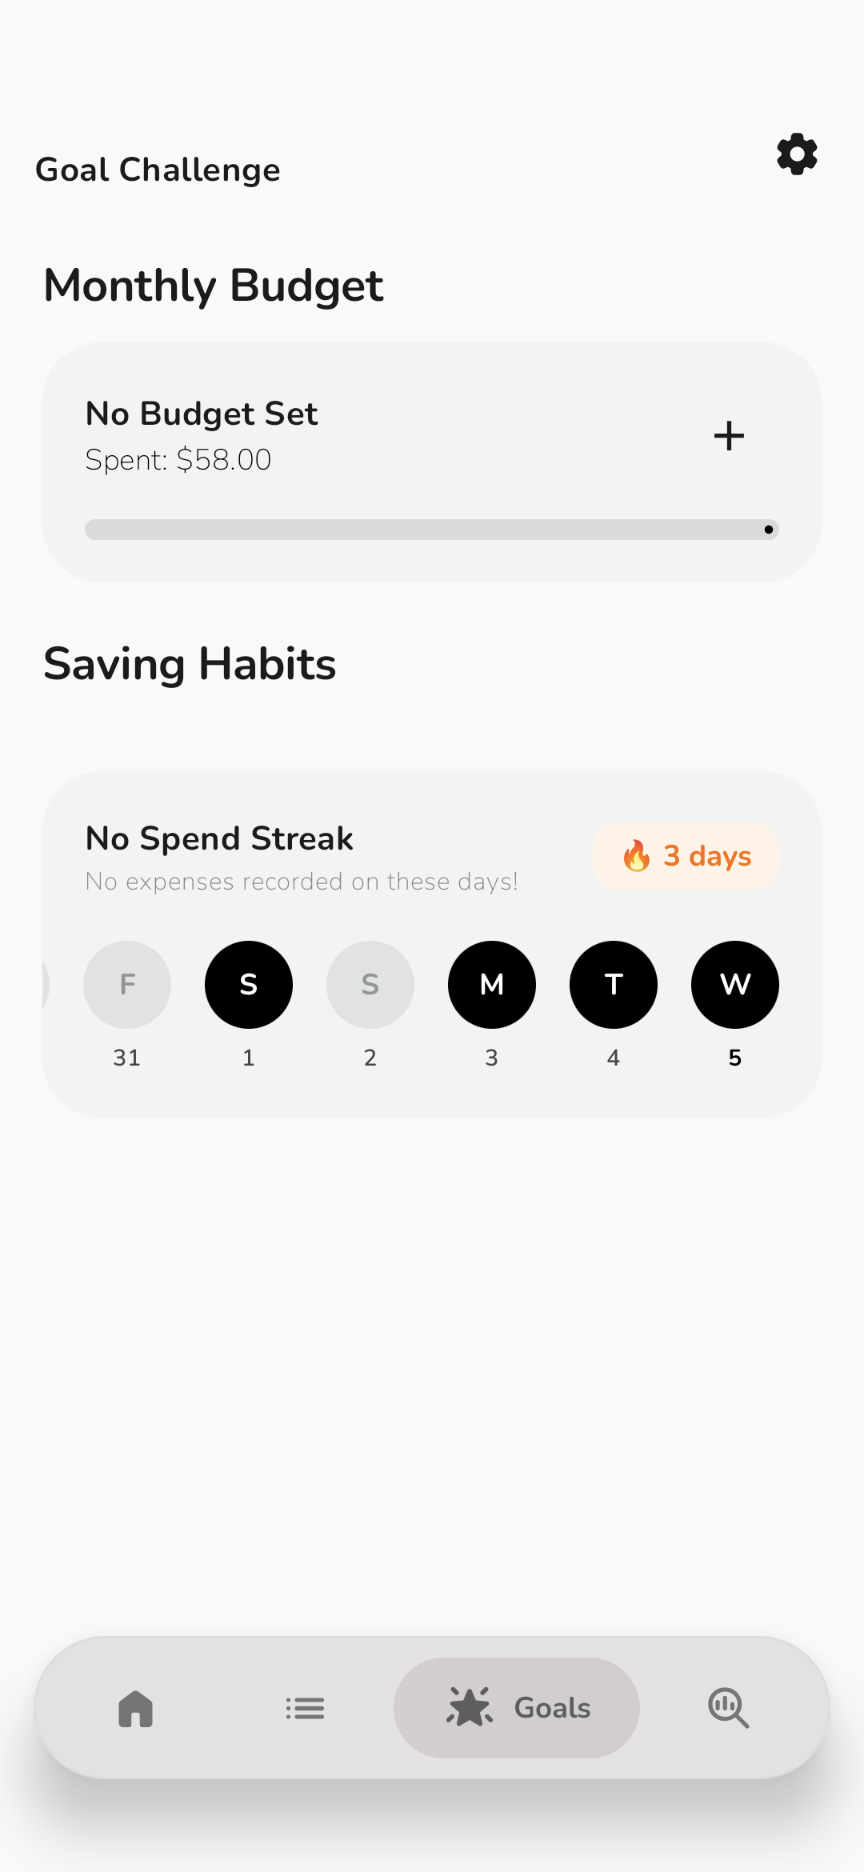 Goal Challenge
Monthly Budget
No Budget Set
Spent: $58.00
Saving Habits
No Spend Streak
🔥 3 days
No expenses recorded on these days!
F S S M T W
31 1 2 3 4 5
Goals